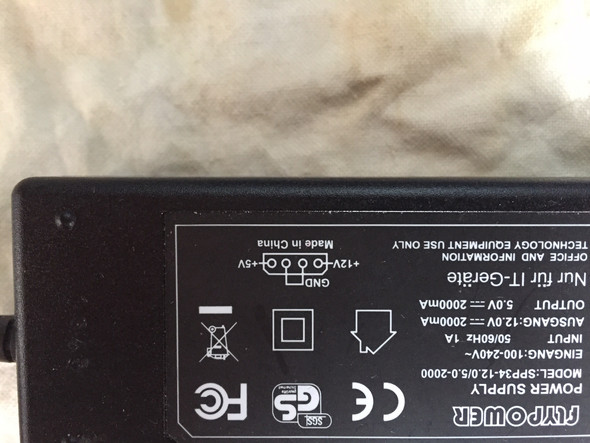 FLYPOWER
POWER SUPPLY
MODEL:SPP34-12.0/5.0-2000
EINGANG:100-240V~
INPUT 50/60Hz 1A
AUSGANG:12.0V ⎓ 2000mA
OUTPUT 5.0V ⎓ 2000mA
Nur für IT-Geräte
OFFICE AND INFORMATION
TECHNOLOGY EQUIPMENT USE ONLY
CE
SGS
GS
FC
GND
+12V
+5V
Made in China